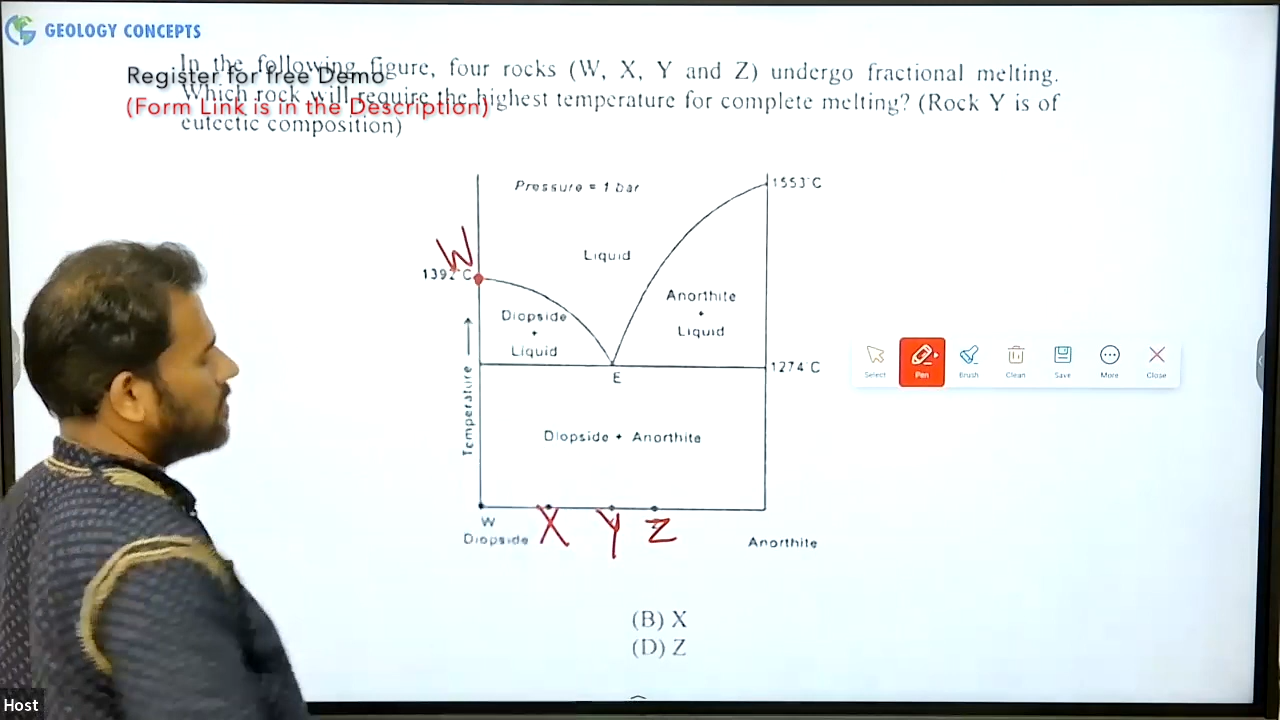 GEOLOGY CONCEPTS
In the following figure, four rocks (W, X, Y and Z) undergo fractional melting.
Register for free Demo
Which rock will require the highest temperature for complete melting? (Rock Y is of
(Form Link is in the Description)
eutectic composition)
Pressure = 1 bar
1553°C
Liquid
W
1392°C
Anorthite
+
Liquid
Diopside
+
Liquid
1274°C
E
Temperature
Diopside + Anorthite
W
X Y Z
Diopside
Anorthite
Select Pen Brush Clean Save More Close
(B) X
(D) Z
Host